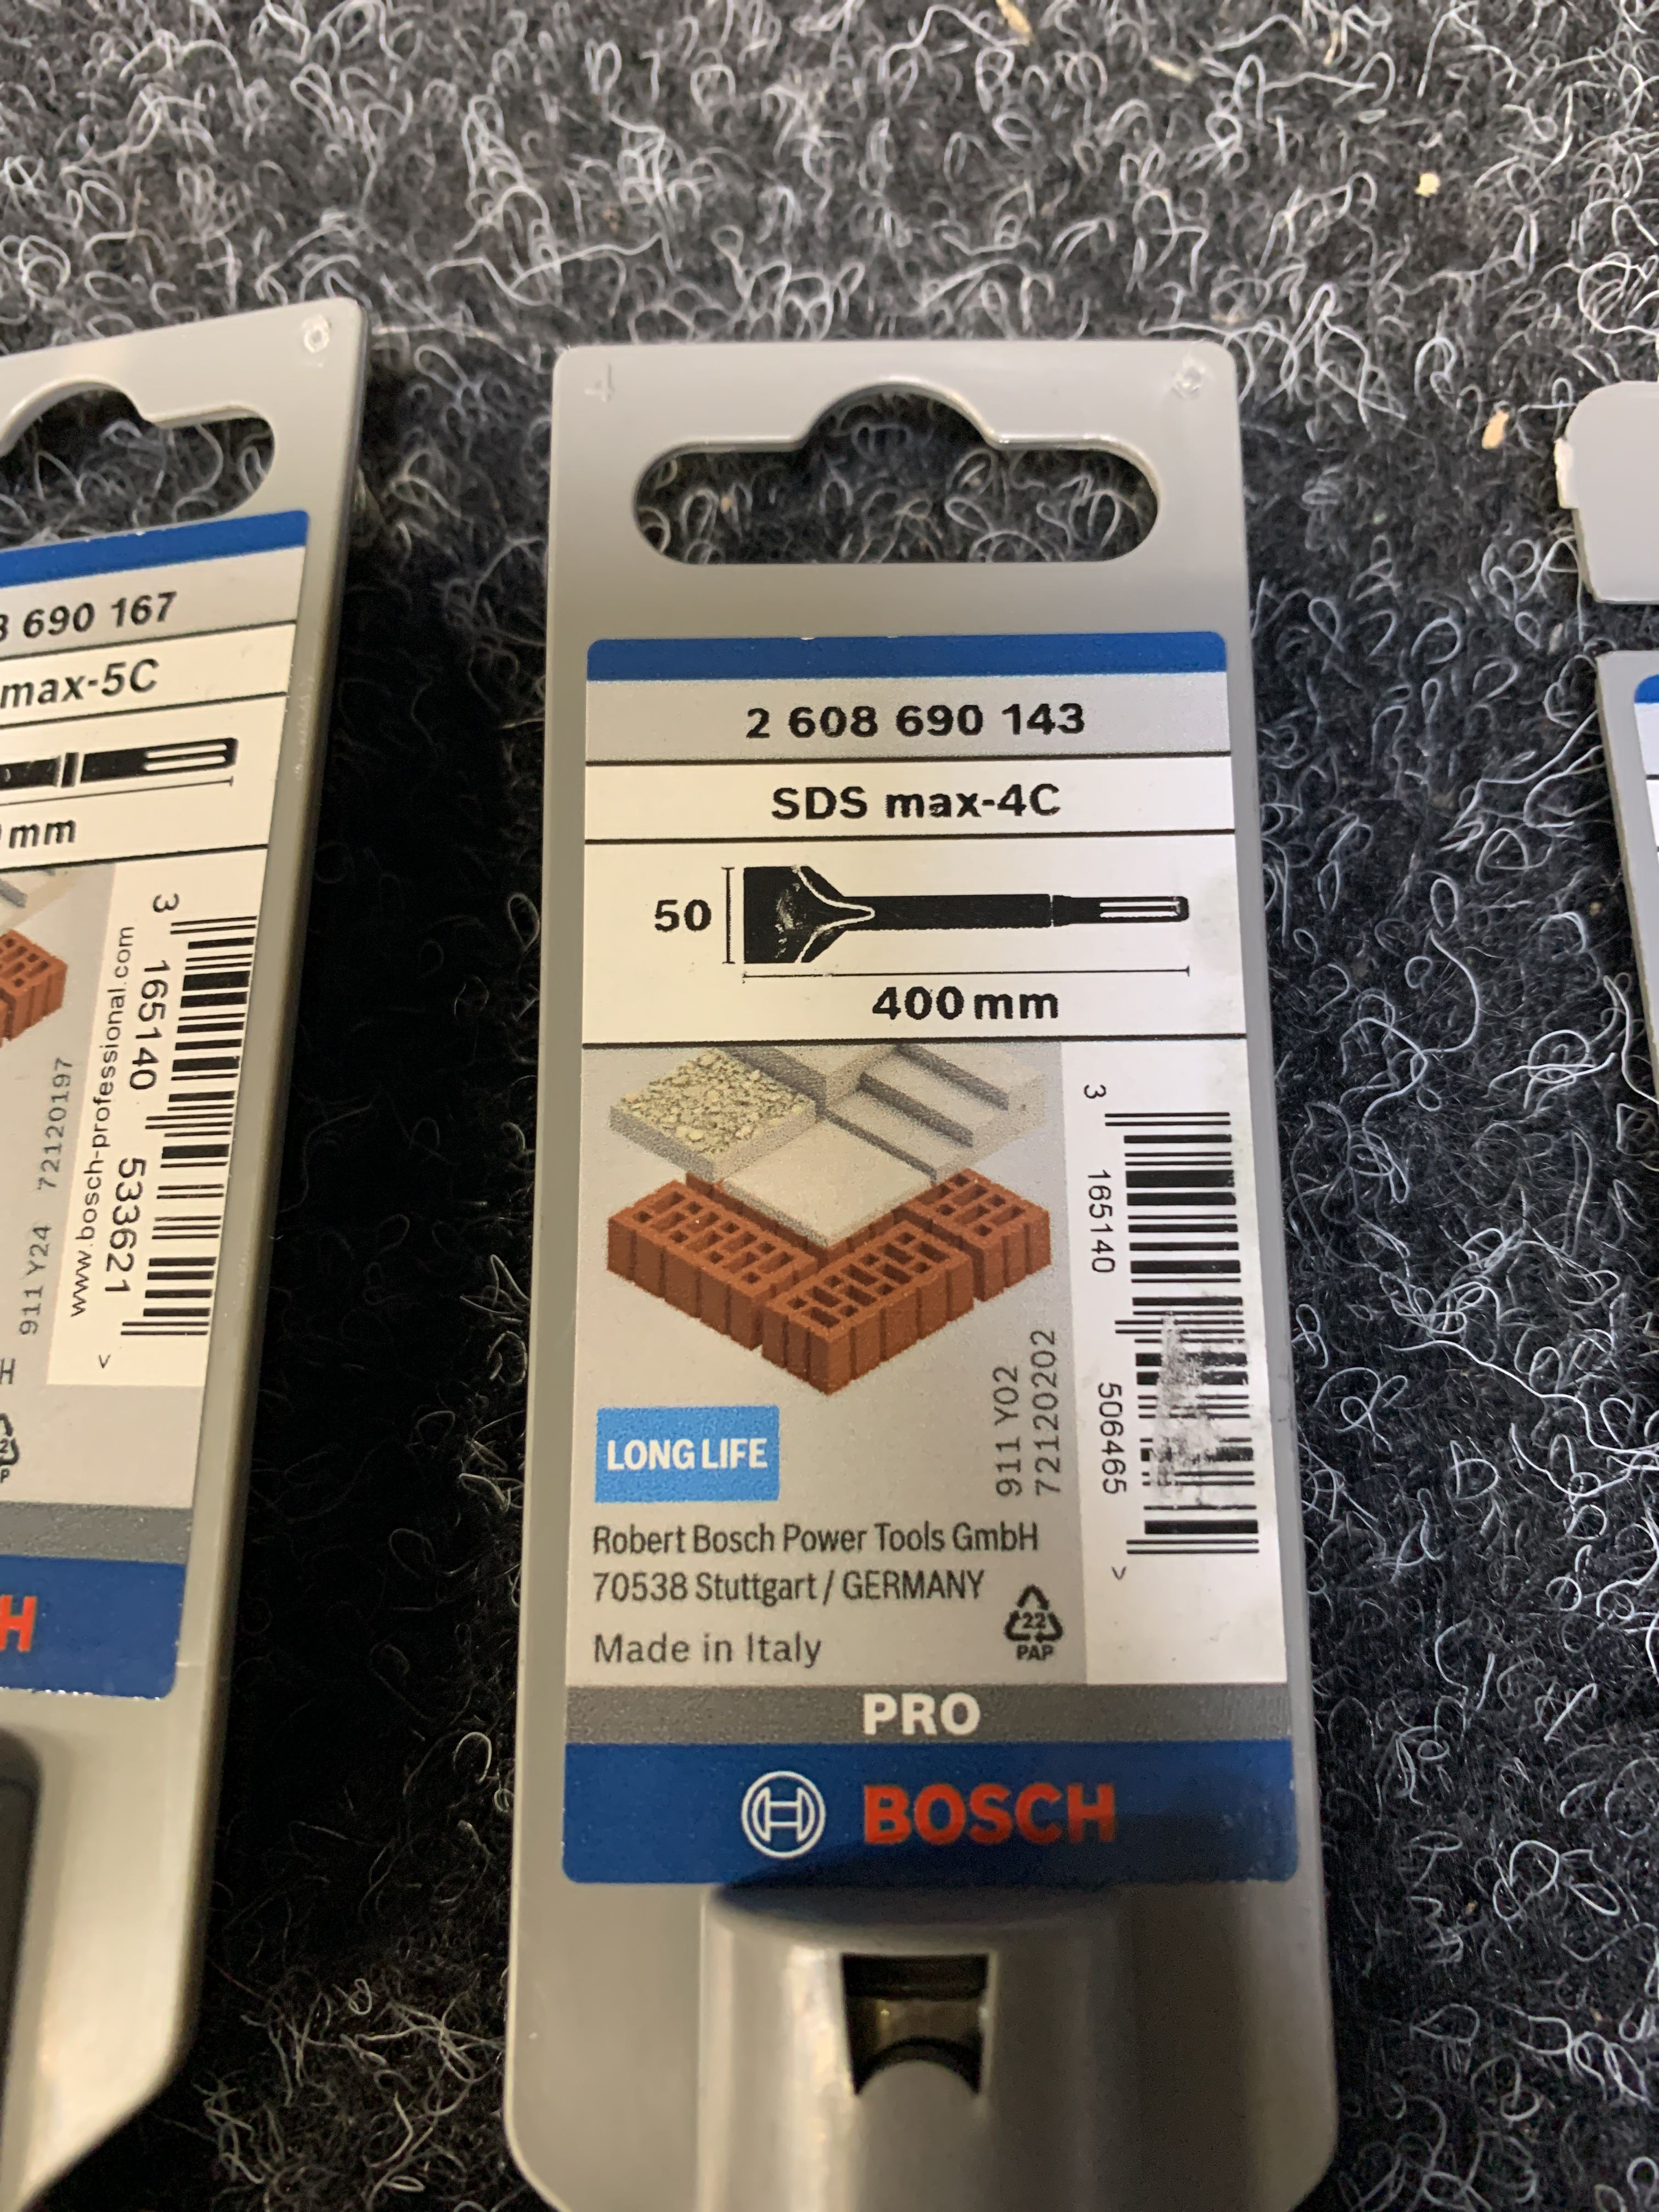 690 167
max-5C
mm
3 165140 533621 >
www.bosch-professional.com
911 Y24 72120197
H
2 608 690 143
SDS max-4C
50
400 mm
3 165140 506465 >
911 Y02
72120202
LONG LIFE
Robert Bosch Power Tools GmbH
70538 Stuttgart / GERMANY
Made in Italy
22
PAP
PRO
BOSCH